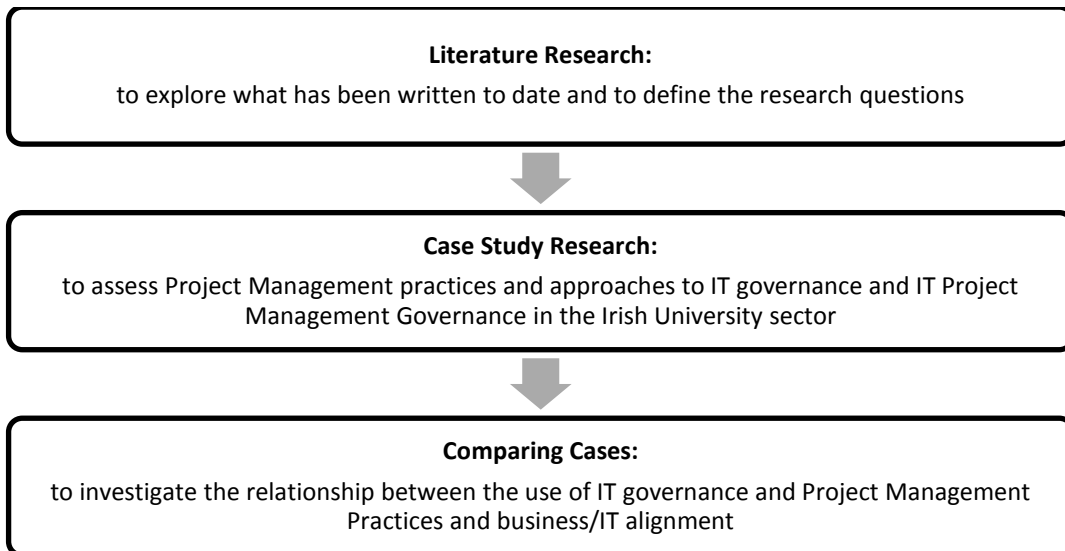 Literature Research:
to explore what has been written to date and to define the research questions
Case Study Research:
to assess Project Management practices and approaches to IT governance and IT Project
Management Governance in the Irish University sector
Comparing Cases:
to investigate the relationship between the use of IT governance and Project Management
Practices and business/IT alignment